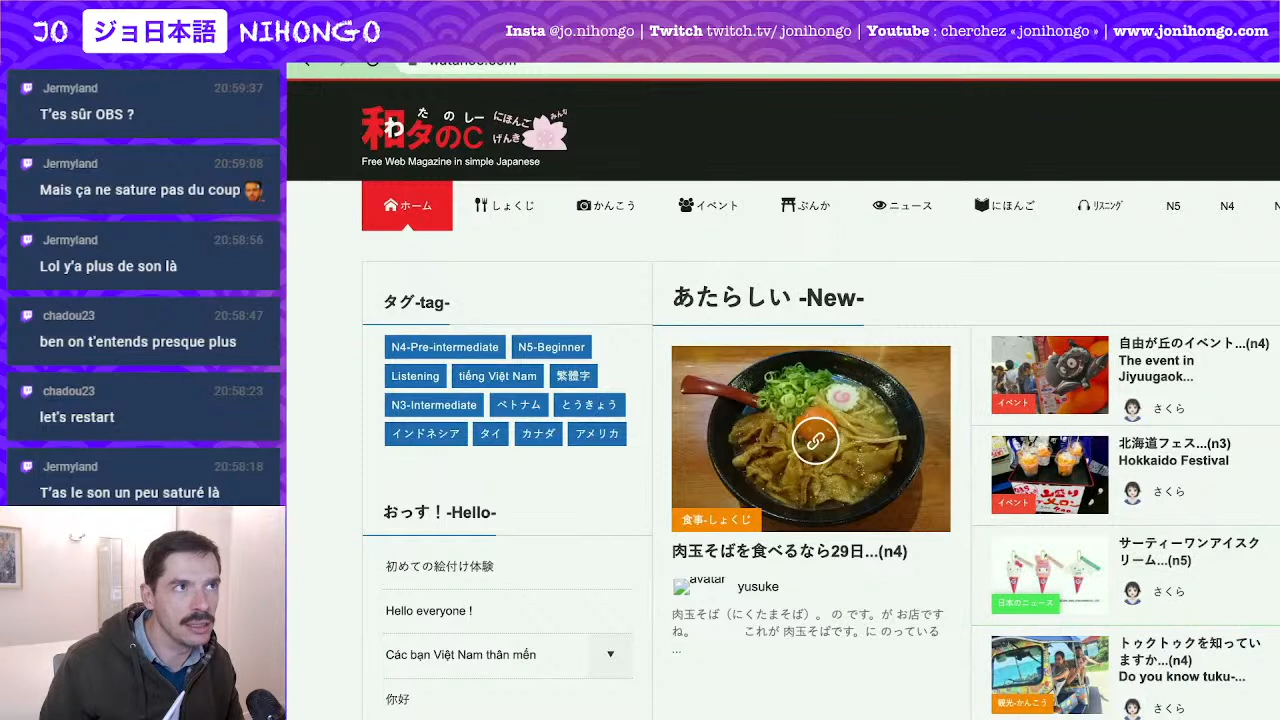 JO ジョ日本語 NIHONGO
Insta @jo.nihongo | Twitch twitch.tv/ jonihongo | Youtube : cherchez « jonihongo » | www.jonihongo.com
Jermyland 20:59:37
T'es sûr OBS ?
Jermyland 20:59:08
Mais ça ne sature pas du coup
Jermyland 20:58:56
Lol y'a plus de son là
chadou23 20:58:47
ben on t'entends presque plus
chadou23 20:58:23
let's restart
Jermyland 20:58:18
T'as le son un peu saturé là
watanoc.com
た の しー にほんご みんな
和わタのC げんき
Free Web Magazine in simple Japanese
ホーム しょくじ かんこう イベント ぶんか ニュース にほんご リスニング N5 N4
タグ-tag-
N4-Pre-intermediate N5-Beginner
Listening tiếng Việt Nam 繁體字
N3-Intermediate ベトナム とうきょう
インドネシア タイ カナダ アメリカ
おっす！-Hello-
初めての絵付け体験
Hello everyone !
Các bạn Việt Nam thân mến
你好
あたらしい -New-
食事-しょくじ
肉玉そばを食べるなら29日...(n4)
avatar yusuke
肉玉そば（にくたまそば）。 の です。が お店です
ね。 これが 肉玉そばです。に のっている
...
イベント
自由が丘のイベント...(n4)
The event in
Jiyuugaok...
さくら
イベント
北海道フェス...(n3)
Hokkaido Festival
さくら
日本のニュース
サーティーワンアイスク
リーム...(n5)
さくら
観光-かんこう
トゥクトゥクを知ってい
ますか...(n4)
Do you know tuku-...
さくら